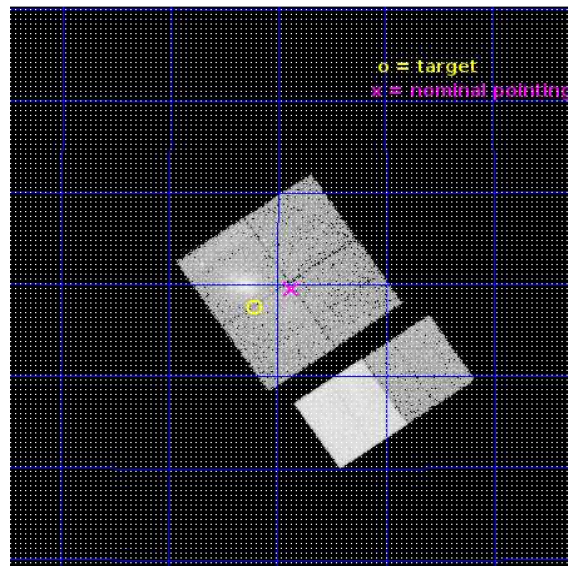 o = target
x = nominal pointing